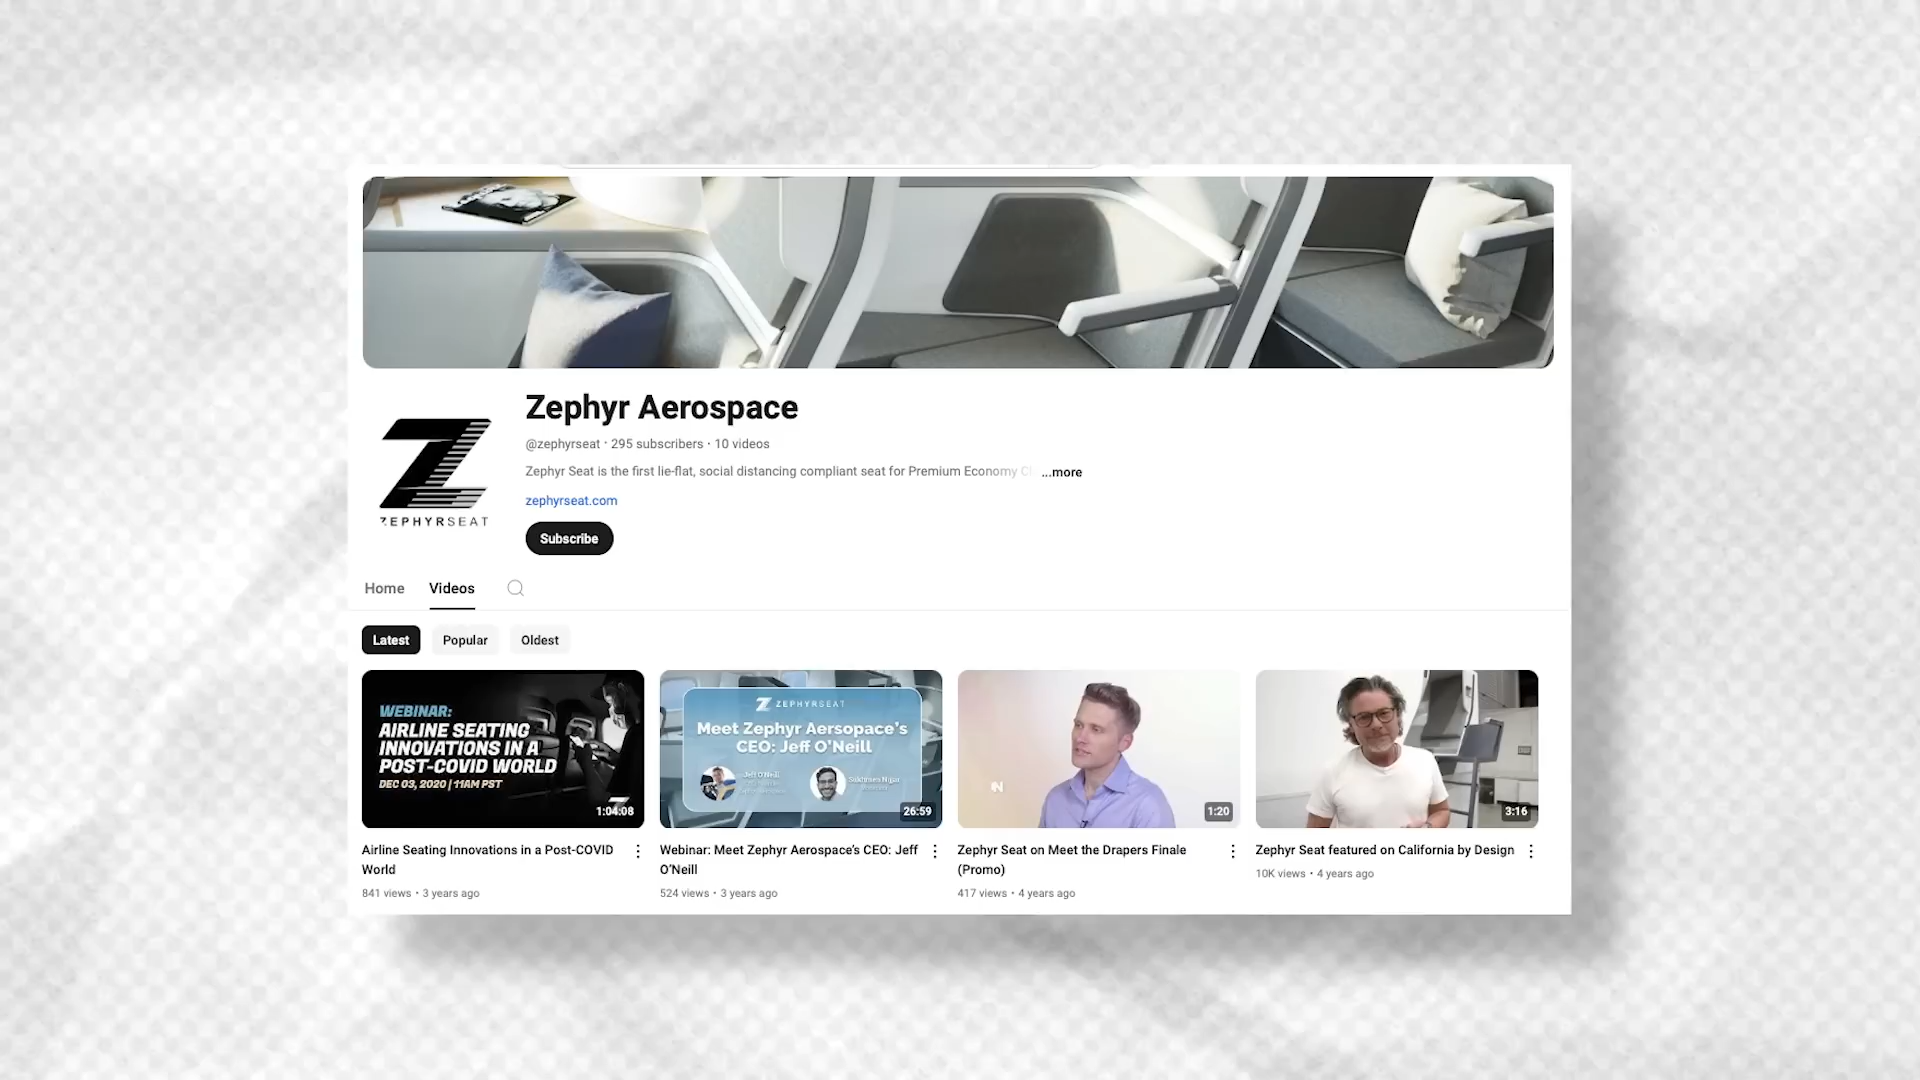 Zephyr Aerospace
@zephyrseat · 295 subscribers · 10 videos
Zephyr Seat is the first lie-flat, social distancing compliant seat for Premium Economy
...more
zephyrseat.com
ZEPHYRSEAT
Subscribe
Home
Videos
Latest
Popular
Oldest
WEBINAR:
AIRLINE SEATING
INNOVATIONS IN A
POST-COVID WORLD
DEC 03, 2020 | 11AM PST
1:04:08
ZEPHYRSEAT
Meet Zephyr Aersopace's
CEO: Jeff O'Neill
Jeff O'Neill
26:59
N
1:20
3:16
Airline Seating Innovations in a Post-COVID
World
841 views • 3 years ago
Webinar: Meet Zephyr Aerospace's CEO: Jeff
O'Neill
524 views • 3 years ago
Zephyr Seat on Meet the Drapers Finale
(Promo)
417 views • 4 years ago
Zephyr Seat featured on California by Design
10K views • 4 years ago